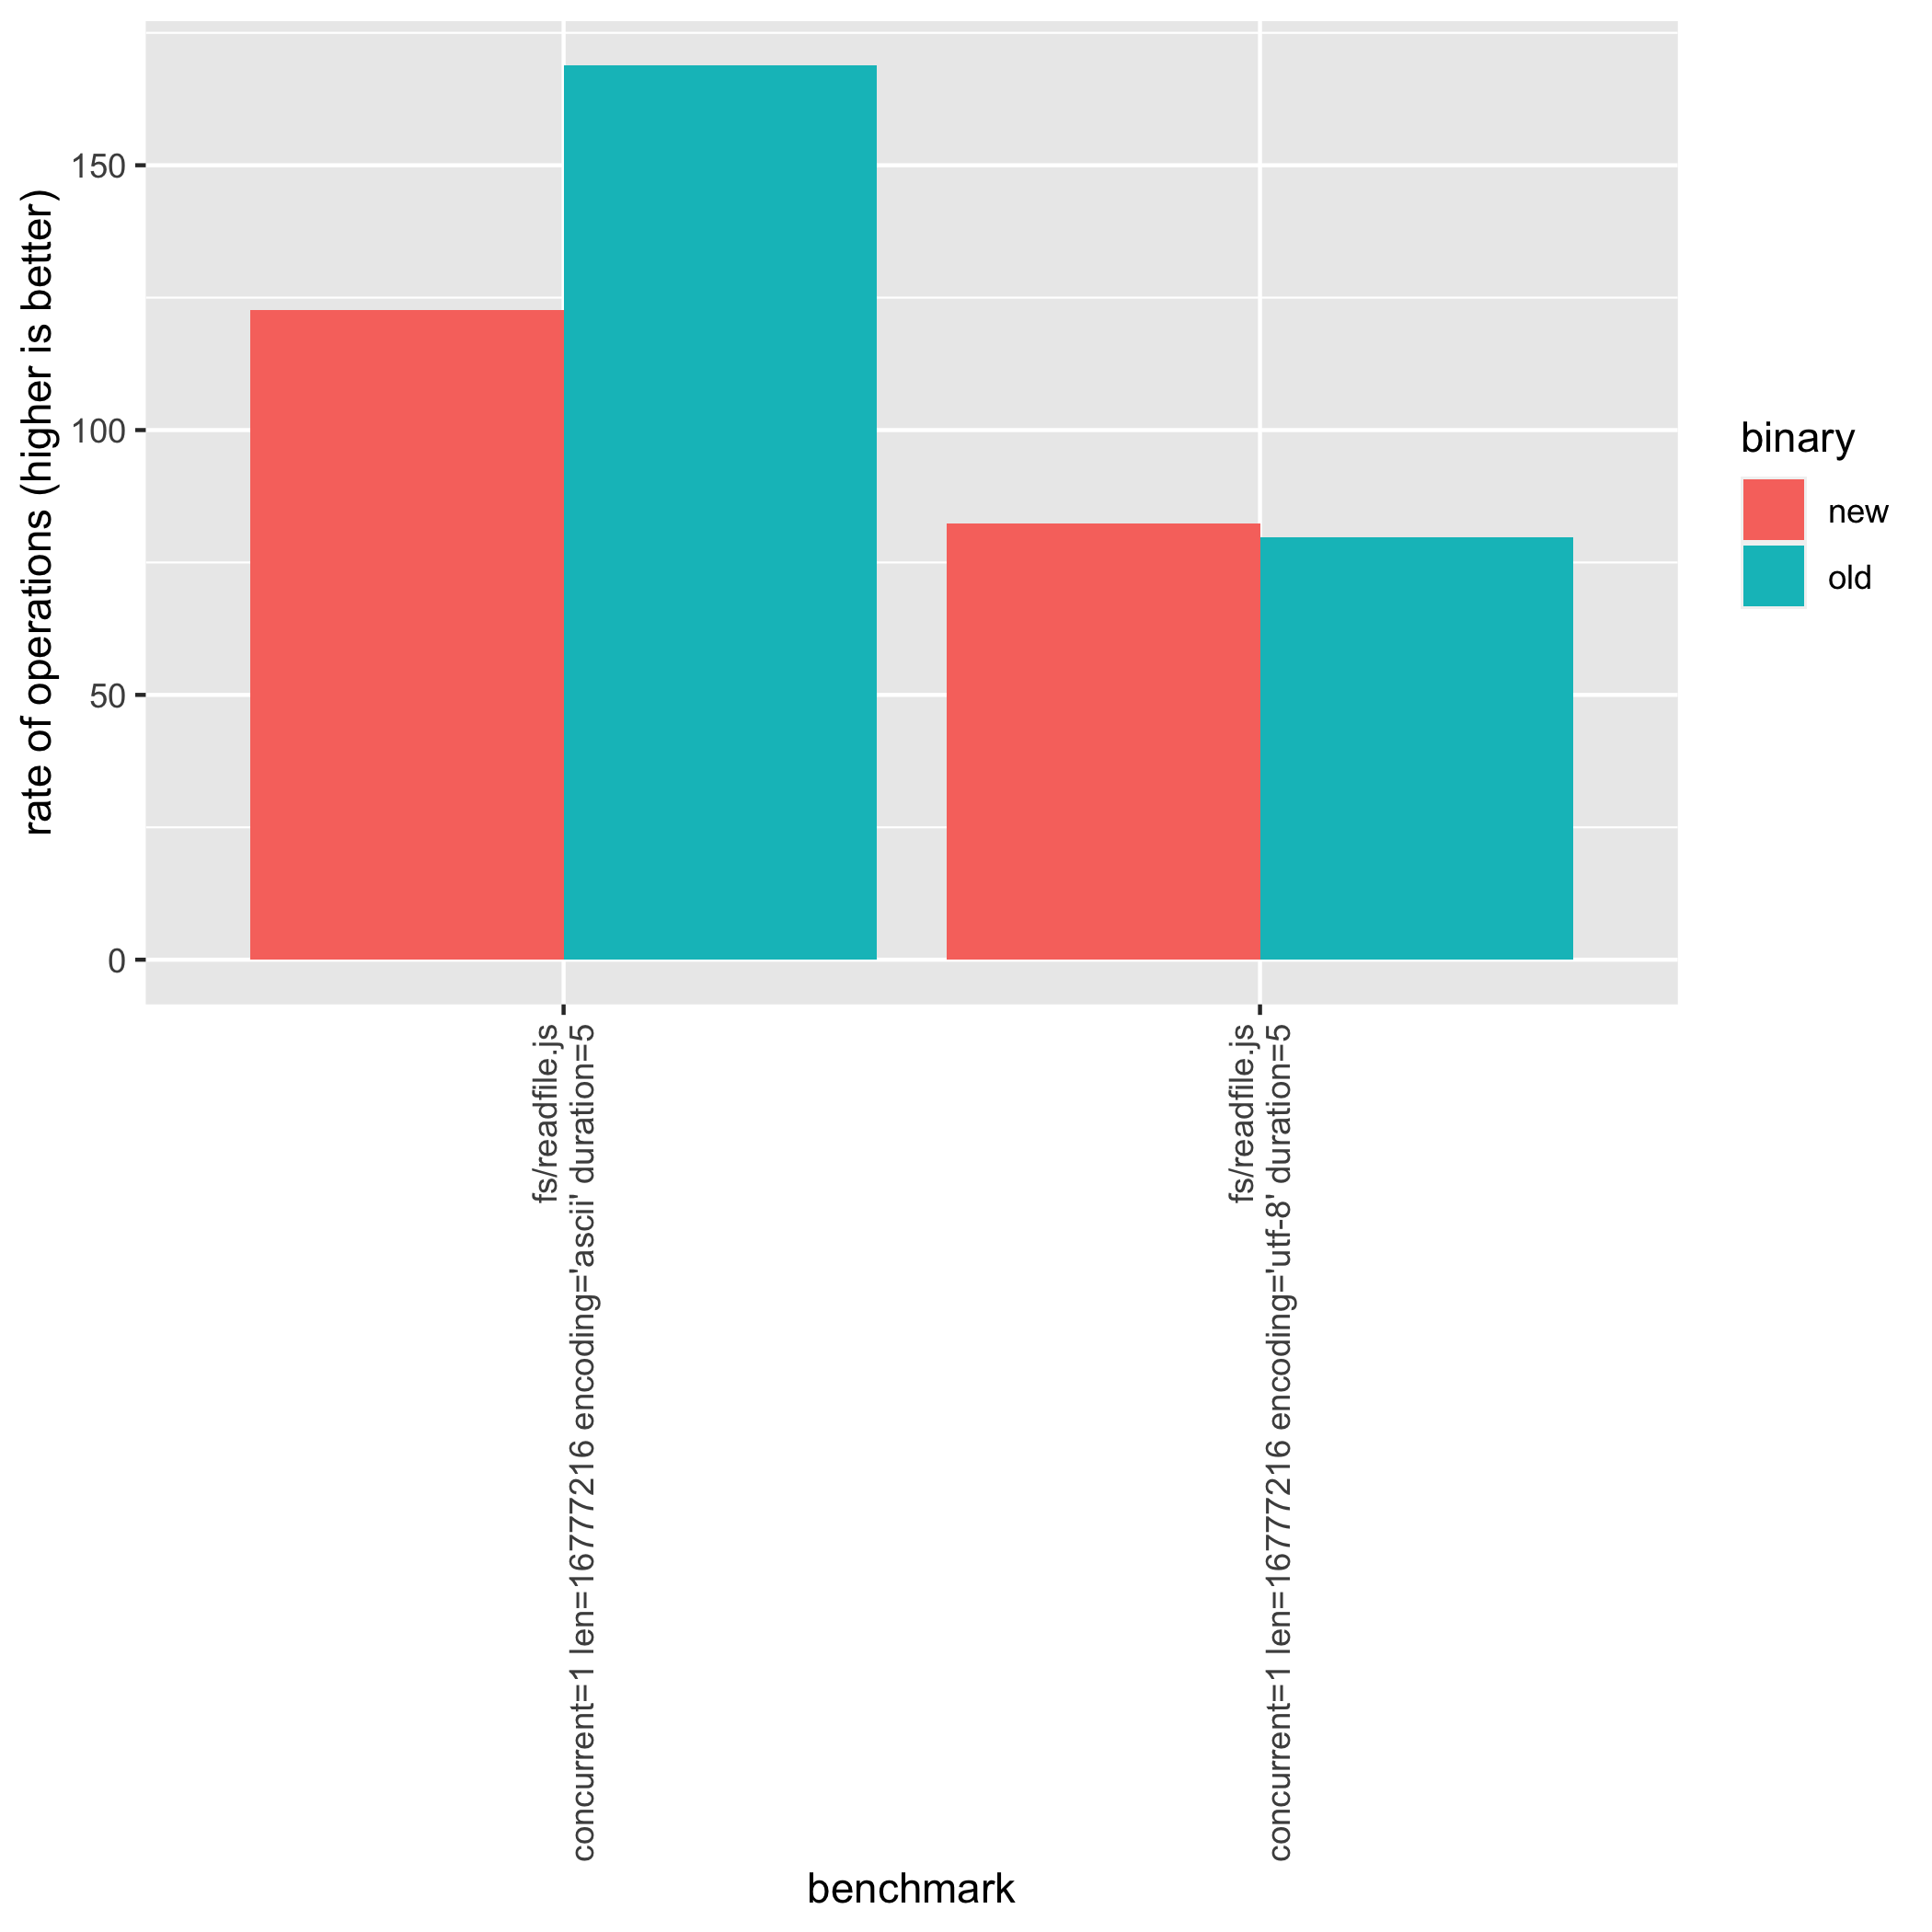 rate of operations (higher is better)
150
100
50
0
fs/readfile.js
concurrent=1 len=16777216 encoding='ascii' duration=5
fs/readfile.js
concurrent=1 len=16777216 encoding='utf-8' duration=5
benchmark
binary
new
old